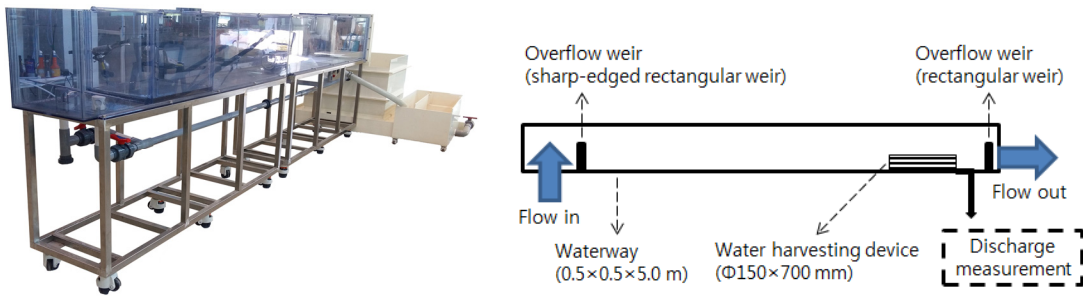 Overflow weir
(sharp-edged rectangular weir)
Overflow weir
(rectangular weir)
Flow in
Flow out
Waterway
(0.5×0.5×5.0 m)
Water harvesting device
(Φ150×700 mm)
Discharge
measurement